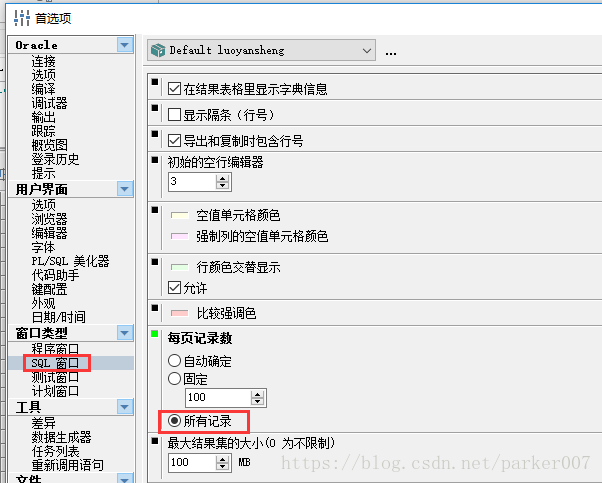 首选项
Oracle
连接
选项
编译
调试器
输出
跟踪
概览图
登录历史
提示
用户界面
选项
浏览器
编辑器
字体
PL/SQL 美化器
代码助手
键配置
外观
日期/时间
窗口类型
程序窗口
SQL 窗口
测试窗口
计划窗口
工具
差异
数据生成器
任务列表
重新调用语句
Default luoyansheng
...
在结果表格里显示字典信息
显示隔条（行号）
导出和复制时包含行号
初始的空行编辑器
3
空值单元格颜色
强制列的空值单元格颜色
行颜色交替显示
允许
比较强调色
每页记录数
自动确定
固定
100
所有记录
最大结果集的大小(0 为不限制)
100 MB
https://blog.csdn.net/parker007